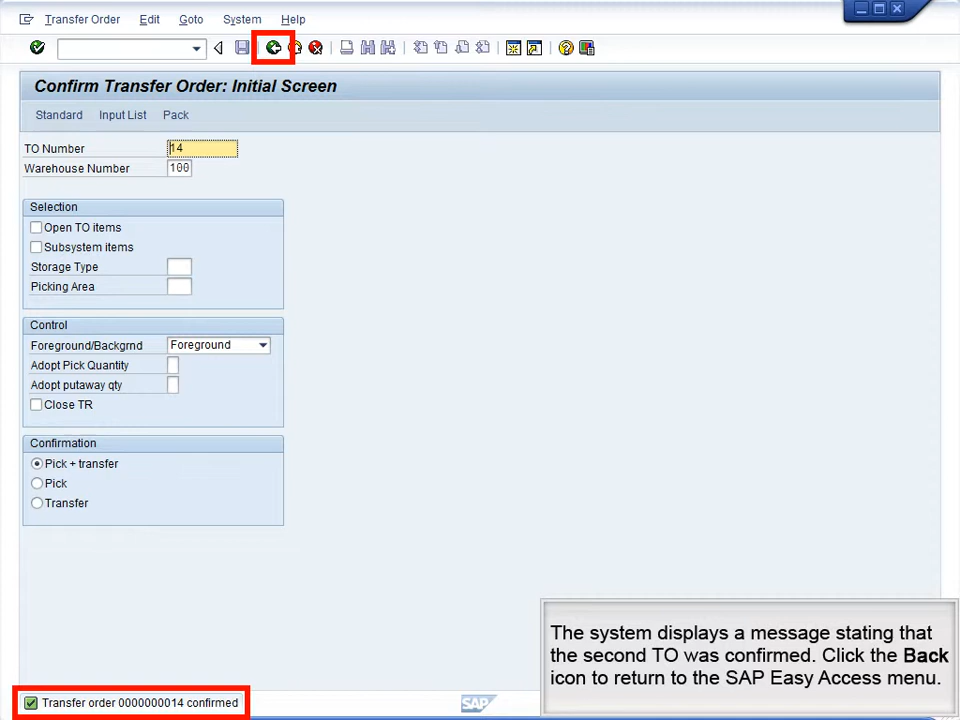 Transfer Order Edit Goto System Help
Confirm Transfer Order: Initial Screen
Standard Input List Pack
TO Number 14
Warehouse Number 100
Selection
Open TO items
Subsystem items
Storage Type
Picking Area
Control
Foreground/Backgrnd Foreground
Adopt Pick Quantity
Adopt putaway qty
Close TR
Confirmation
Pick + transfer
Pick
Transfer
The system displays a message stating that
the second TO was confirmed. Click the Back
icon to return to the SAP Easy Access menu.
Transfer order 0000000014 confirmed SAP